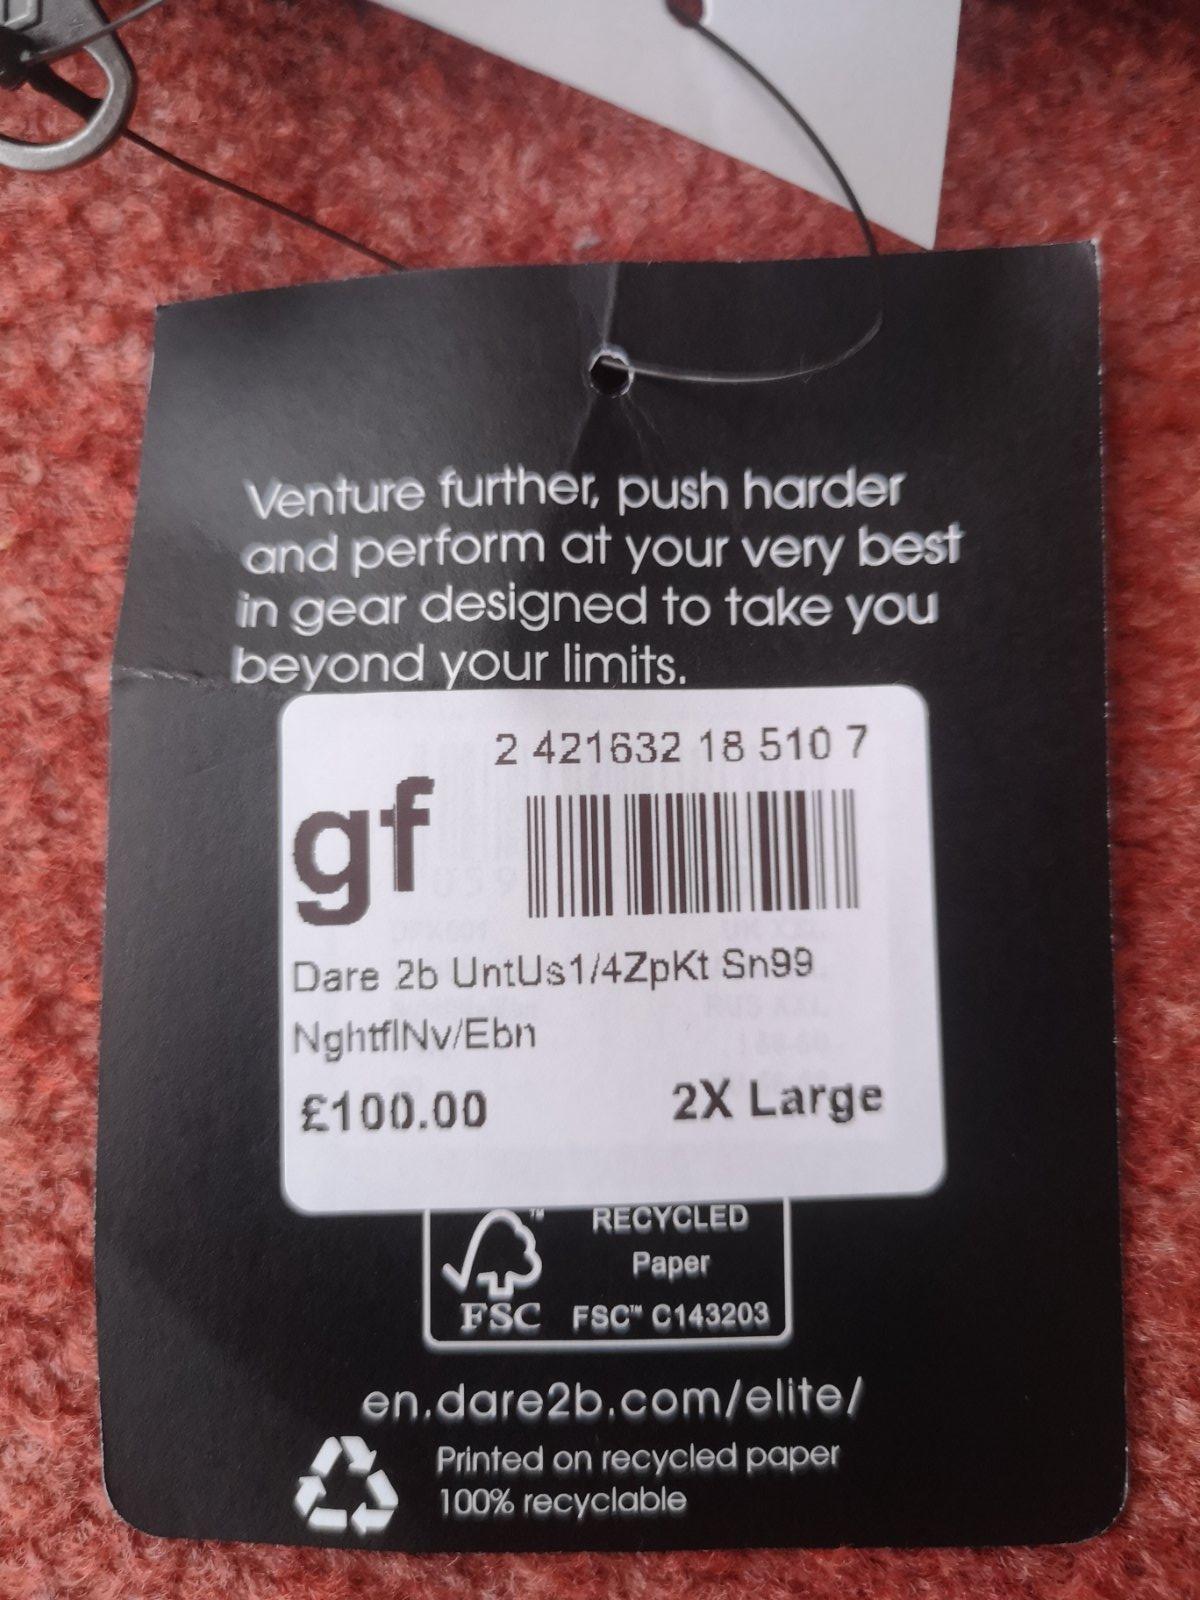 Venture further, push harder
and perform at your very best
in gear designed to take you
beyond your limits.
2 421632 18 510 7
gf
Dare 2b UntUs1/4ZpKt Sn99
NghtflNv/Ebn
£100.00 2X Large
™ RECYCLED
Paper
FSC FSC™ C143203
en.dare2b.com/elite/
Printed on recycled paper
100% recyclable